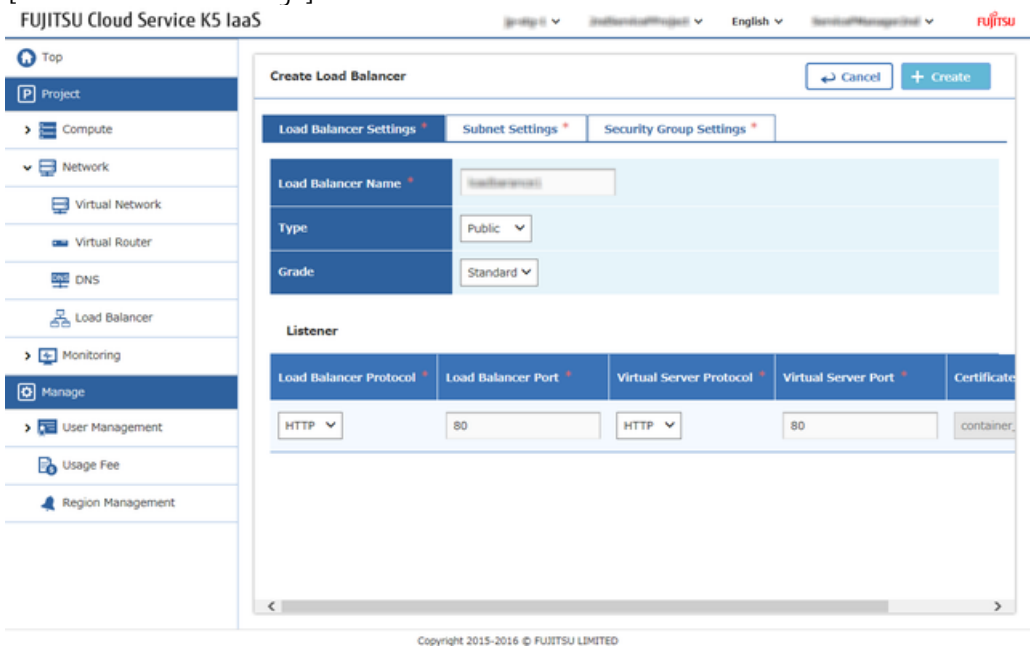 FUJITSU Cloud Service K5 IaaS
English
FUJITSU
Top
Project
Compute
Network
Virtual Network
Virtual Router
DNS
Load Balancer
Monitoring
Manage
User Management
Usage Fee
Region Management
Create Load Balancer
Cancel
+ Create
Load Balancer Settings * Subnet Settings * Security Group Settings *
Load Balancer Name *
Type Public
Grade Standard
Listener
Load Balancer Protocol * Load Balancer Port * Virtual Server Protocol * Virtual Server Port * Certificate
HTTP 80 HTTP 80 container_
Copyright 2015-2016 © FUJITSU LIMITED